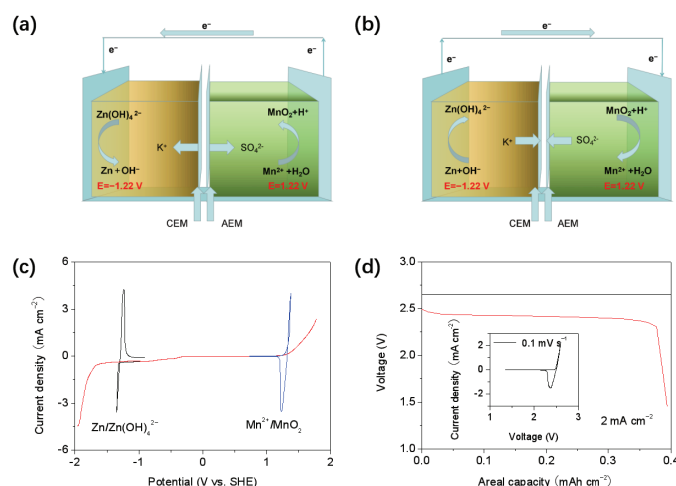 (a)
e⁻
e⁻
e⁻
Zn(OH)₄ ²⁻
MnO₂+H⁺
K⁺
SO₄²⁻
Zn +OH⁻
Mn²⁺ +H₂O
E=−1.22 V
E=1.22 V
CEM
AEM
(b)
e⁻
e⁻
e⁻
Zn(OH)₄ ²⁻
MnO₂+H⁺
K⁺
SO₄²⁻
Zn+OH⁻
Mn²⁺ +H₂O
E=−1.22 V
E=1.22 V
CEM
AEM
(c)
Current density (mA cm⁻²)
6
3
0
-3
-6
Zn/Zn(OH)₄²⁻
Mn²⁺/MnO₂
-2
-1
0
1
2
Potential (V vs. SHE)
(d)
Voltage (V)
3.0
2.5
2.0
1.5
1.0
Current density (mA cm⁻²)
2
0
-2
0.1 mV s⁻¹
1
2
3
Voltage (V)
2 mA cm⁻²
0.0
0.1
0.2
0.3
0.4
Areal capacity (mAh cm⁻²)